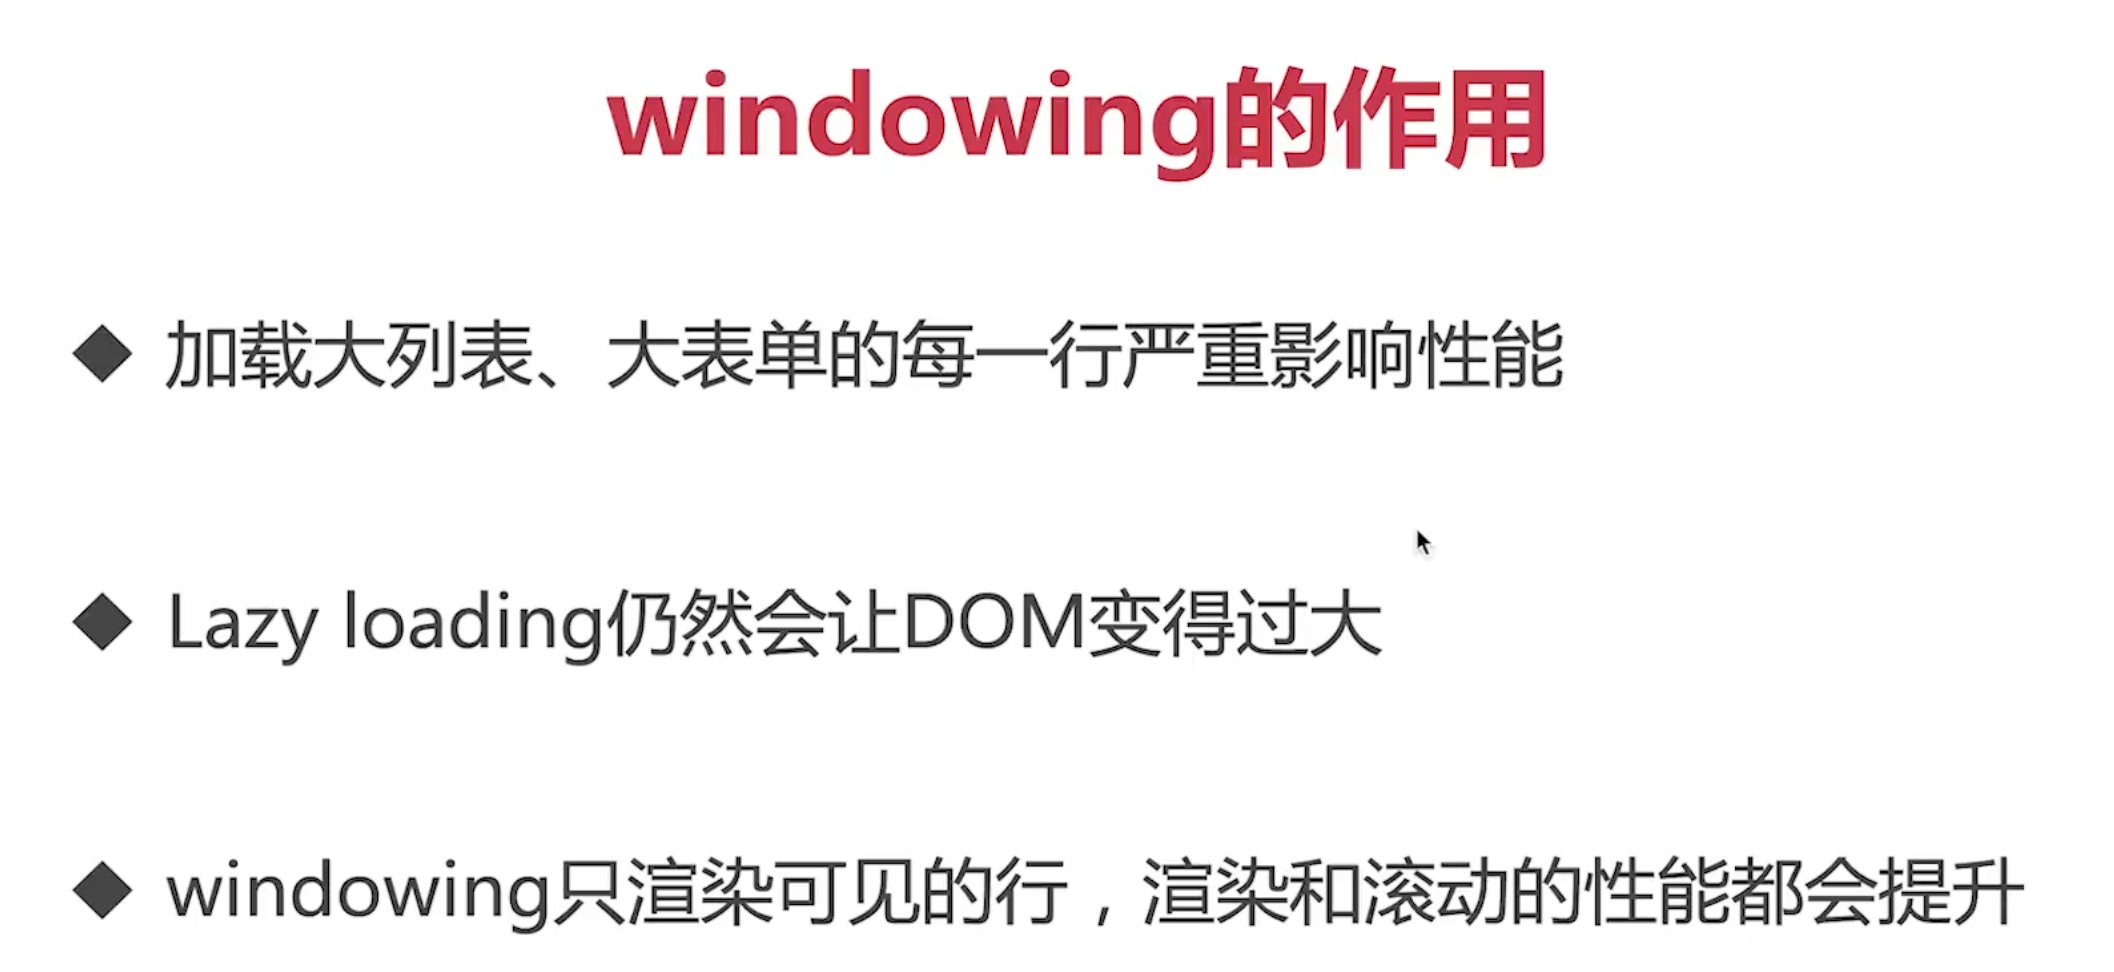 windowing的作用
◆ 加载大列表、大表单的每一行严重影响性能
◆ Lazy loading仍然会让DOM变得过大
◆ windowing只渲染可见的行，渲染和滚动的性能都会提升